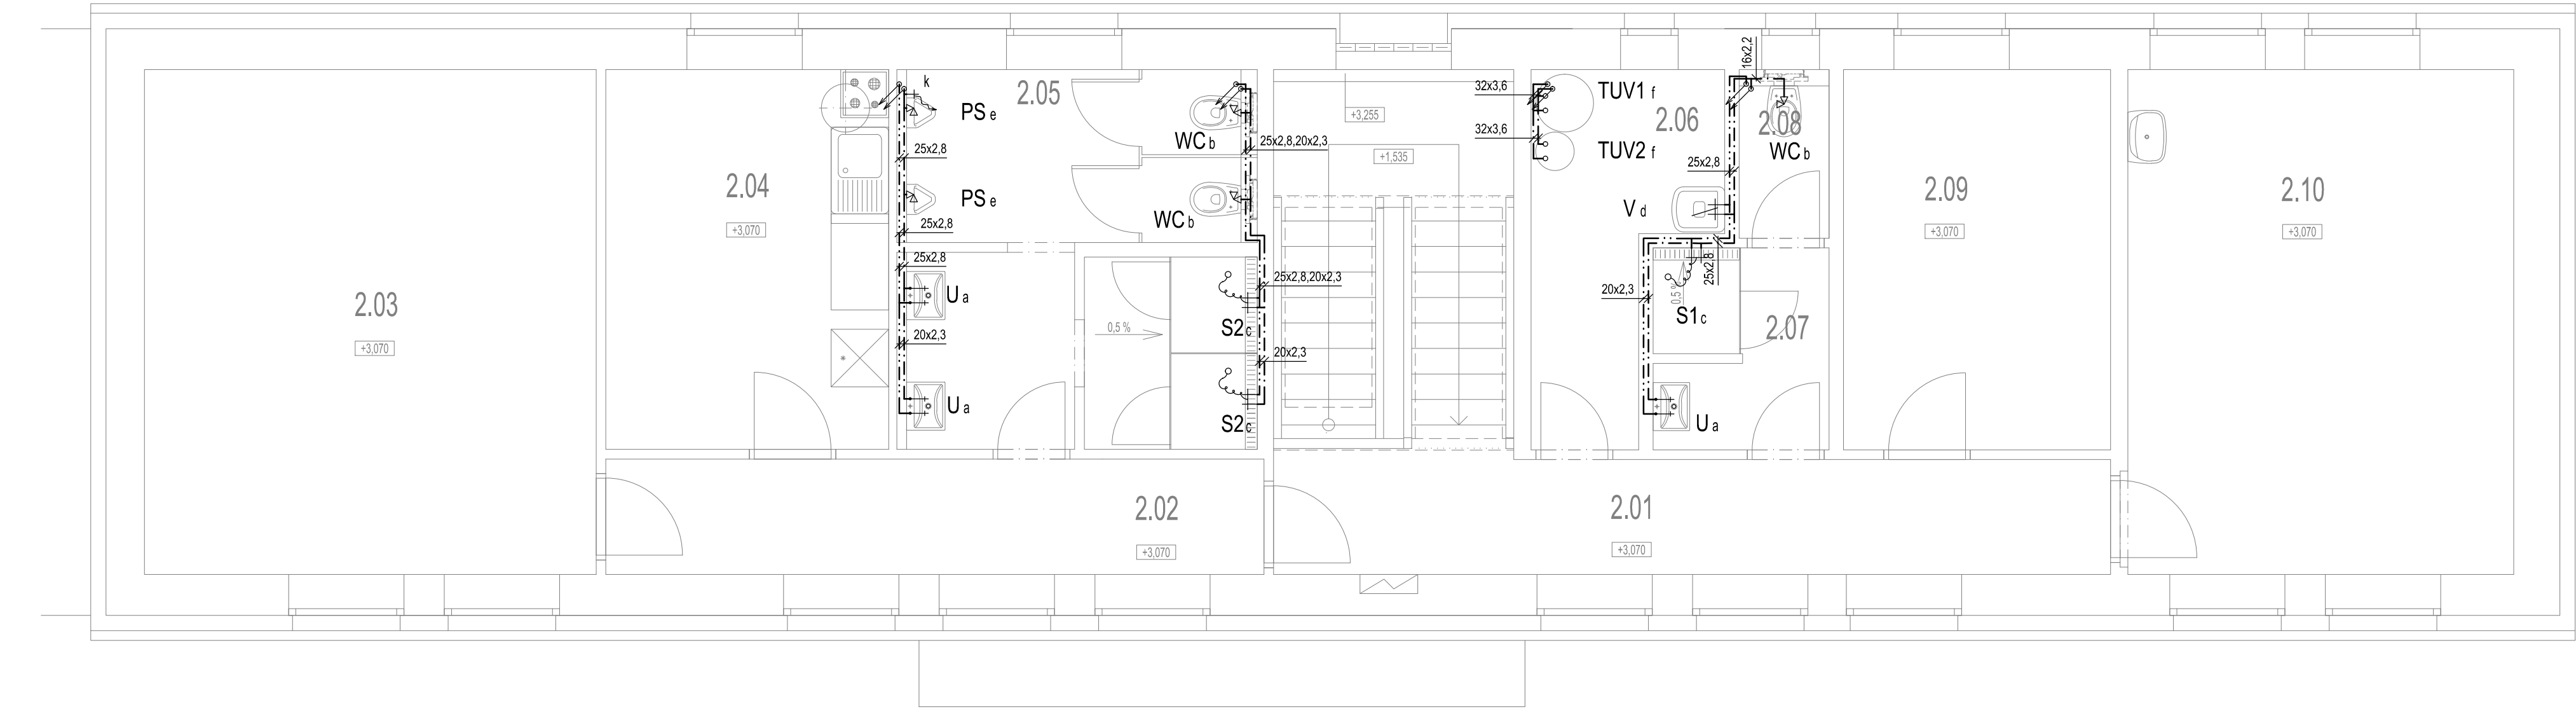 k
2.05
PS e
WC b
25x2,8
25x2,8,20x2,3
2.04
+3,070
PS e
WC b
25x2,8
25x2,8
25x2,8,20x2,3
U a
S2 c
0,5 %
20x2,3
20x2,3
U a
S2 c
2.03
+3,070
+3,255
+1,535
32x3,6
TUV1 f
32x3,6
TUV2 f
2.06
16x2,2
2.08
WC b
25x2,8
V d
25x2,8
0,5 %
20x2,3
S1 c
2.07
U a
2.09
+3,070
2.10
+3,070
2.02
+3,070
2.01
+3,070